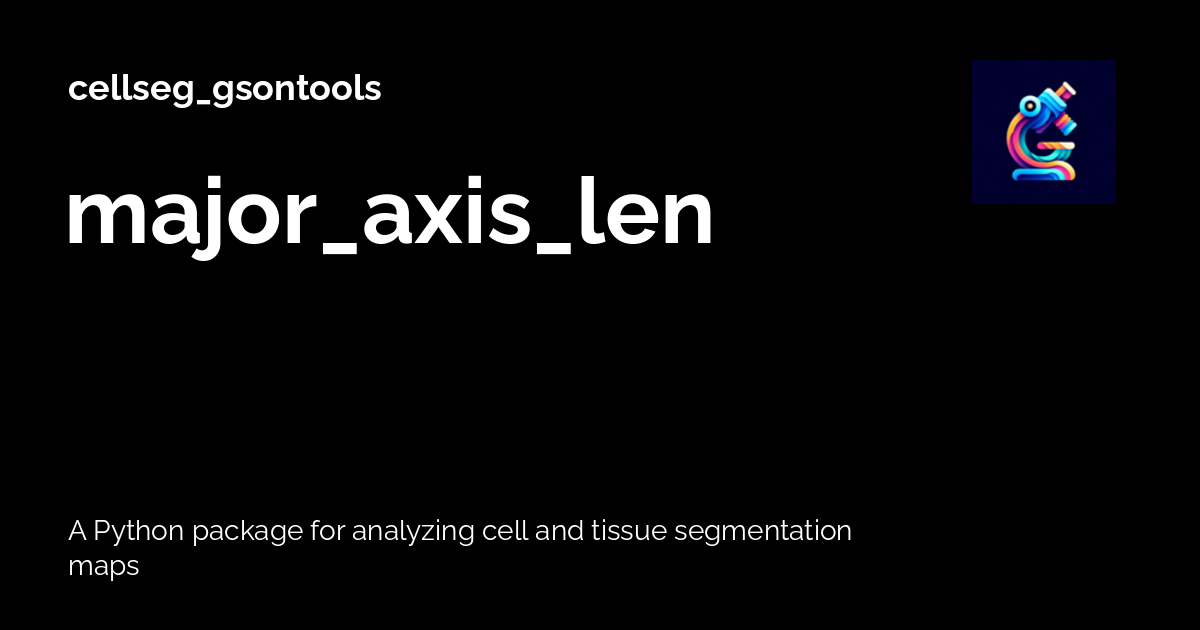 cellseg_gsontools
major_axis_len
A Python package for analyzing cell and tissue segmentation
maps